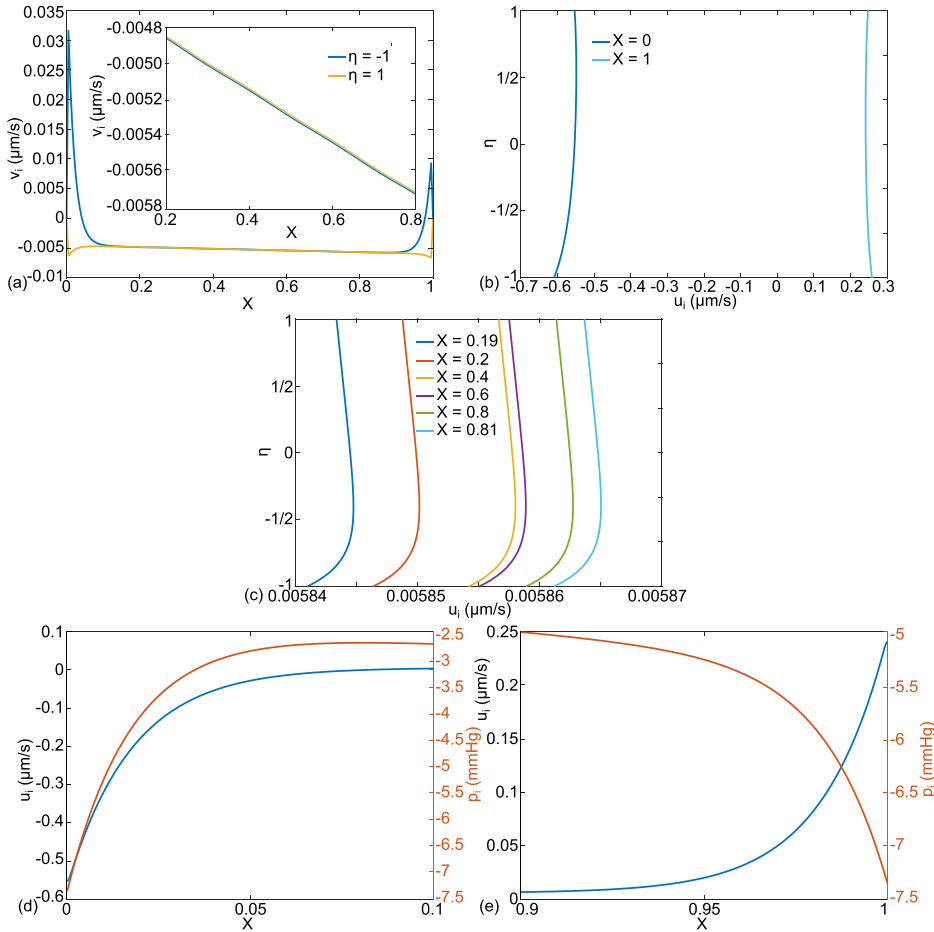 0.035
0.03
0.025
0.02
0.015
0.01
0.005
0
-0.005
-0.01
vᵢ (µm/s)
0 0.2 0.4 0.6 0.8 1
X
(a)
-0.0048
-0.0050
-0.0052
-0.0054
-0.0056
-0.0058
vᵢ (µm/s)
0.2 0.4 0.6 0.8
X
η = -1
η = 1
1
1/2
0
-1/2
-1
η
-0.7 -0.6 -0.5 -0.4 -0.3 -0.2 -0.1 0 0.1 0.2 0.3
uᵢ (µm/s)
(b)
X = 0
X = 1
1
1/2
0
-1/2
-1
η
0.00584 0.00585 0.00586 0.00587
uᵢ (µm/s)
(c)
X = 0.19
X = 0.2
X = 0.4
X = 0.6
X = 0.8
X = 0.81
0.1
0
-0.1
-0.2
-0.3
-0.4
-0.5
-0.6
uᵢ (µm/s)
-2.5
-3
-3.5
-4
-4.5
-5
-5.5
-6
-6.5
-7
-7.5
pᵢ (mmHg)
0 0.05 0.1
X
(d)
0.25
0.2
0.15
0.1
0.05
0
uᵢ (µm/s)
-5
-5.5
-6
-6.5
-7
-7.5
pᵢ (mmHg)
0.9 0.95 1
X
(e)